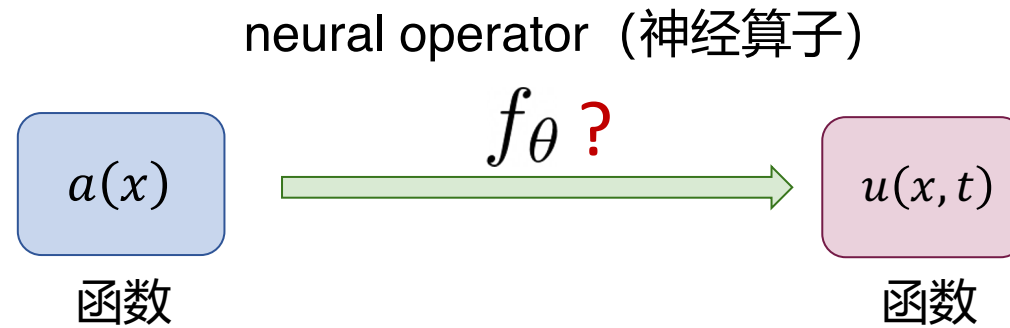 neural operator（神经算子）
f_θ ?
a(x)
u(x, t)
函数
函数